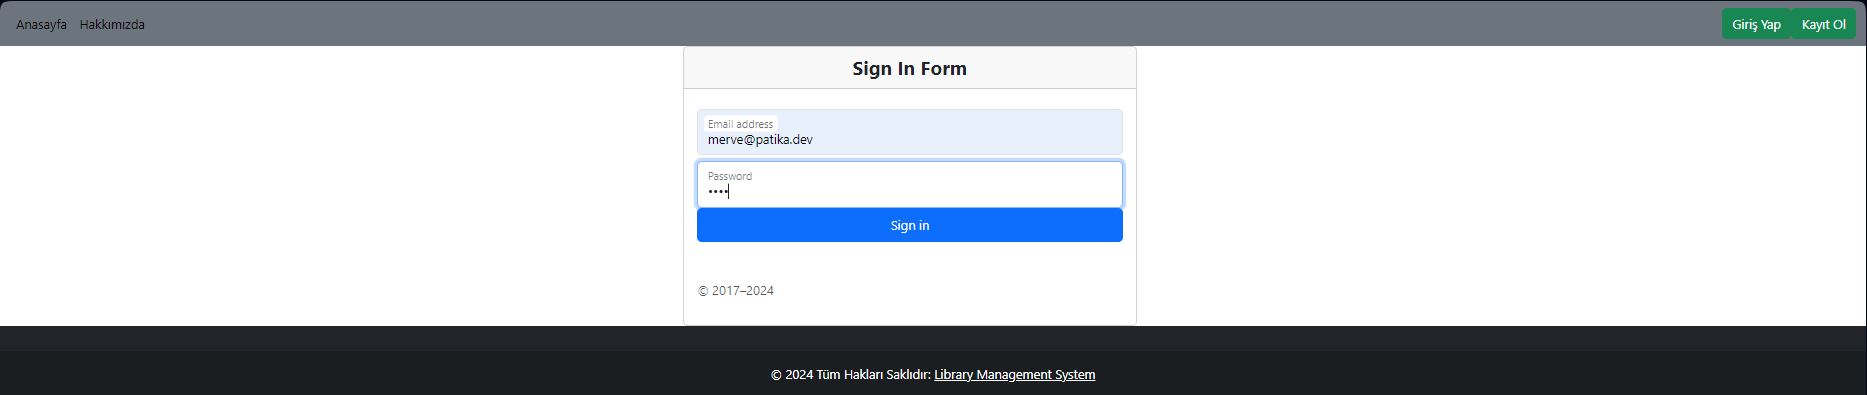 Anasayfa Hakkımızda Giriş Yap Kayıt Ol
Sign In Form
Email address
merve@patika.dev
Password
••••
Sign in
© 2017–2024
© 2024 Tüm Hakları Saklıdır: Library Management System